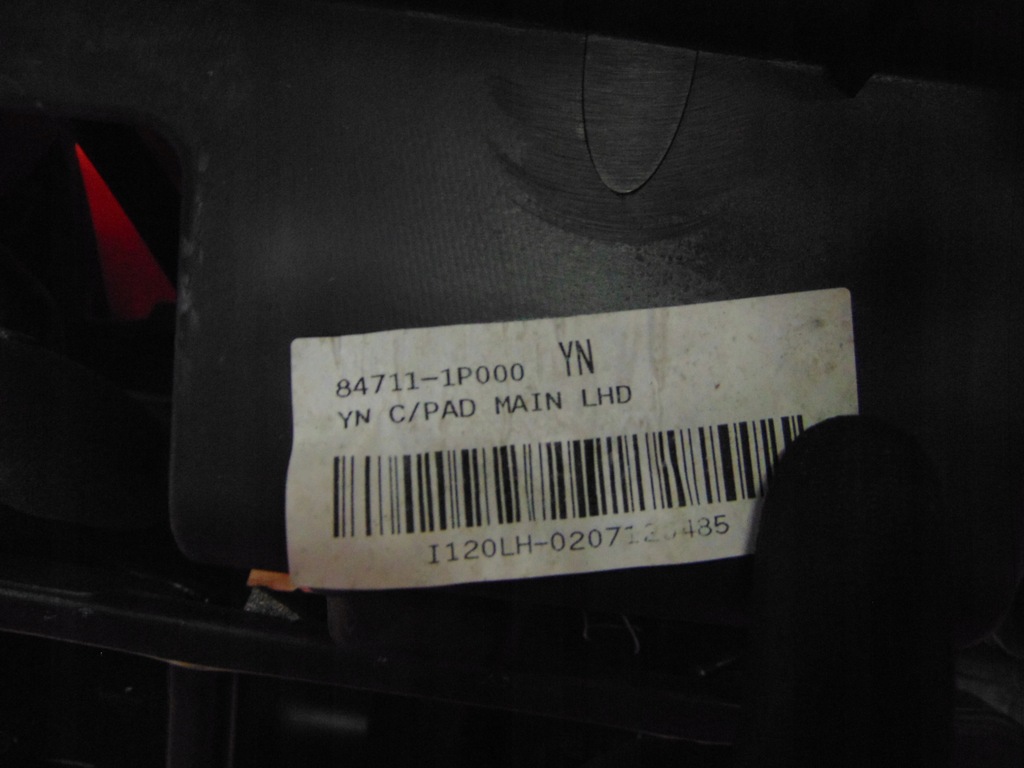 84711-1P000 YN
YN C/PAD MAIN LHD